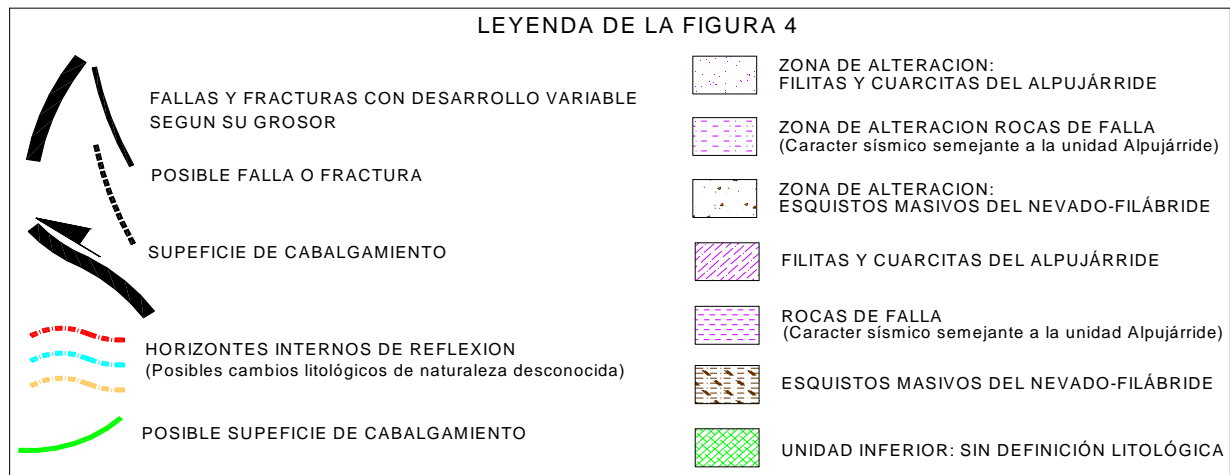 LEYENDA DE LA FIGURA 4
FALLAS Y FRACTURAS CON DESARROLLO VARIABLE
SEGUN SU GROSOR
POSIBLE FALLA O FRACTURA
SUPEFICIE DE CABALGAMIENTO
HORIZONTES INTERNOS DE REFLEXION
(Posibles cambios litológicos de naturaleza desconocida)
POSIBLE SUPEFICIE DE CABALGAMIENTO
ZONA DE ALTERACION:
FILITAS Y CUARCITAS DEL ALPUJÁRRIDE
ZONA DE ALTERACION ROCAS DE FALLA
(Caracter sísmico semejante a la unidad Alpujárride)
ZONA DE ALTERACION:
ESQUISTOS MASIVOS DEL NEVADO-FILÁBRIDE
FILITAS Y CUARCITAS DEL ALPUJÁRRIDE
ROCAS DE FALLA
(Caracter sísmico semejante a la unidad Alpujárride)
ESQUISTOS MASIVOS DEL NEVADO-FILÁBRIDE
UNIDAD INFERIOR: SIN DEFINICIÓN LITOLÓGICA